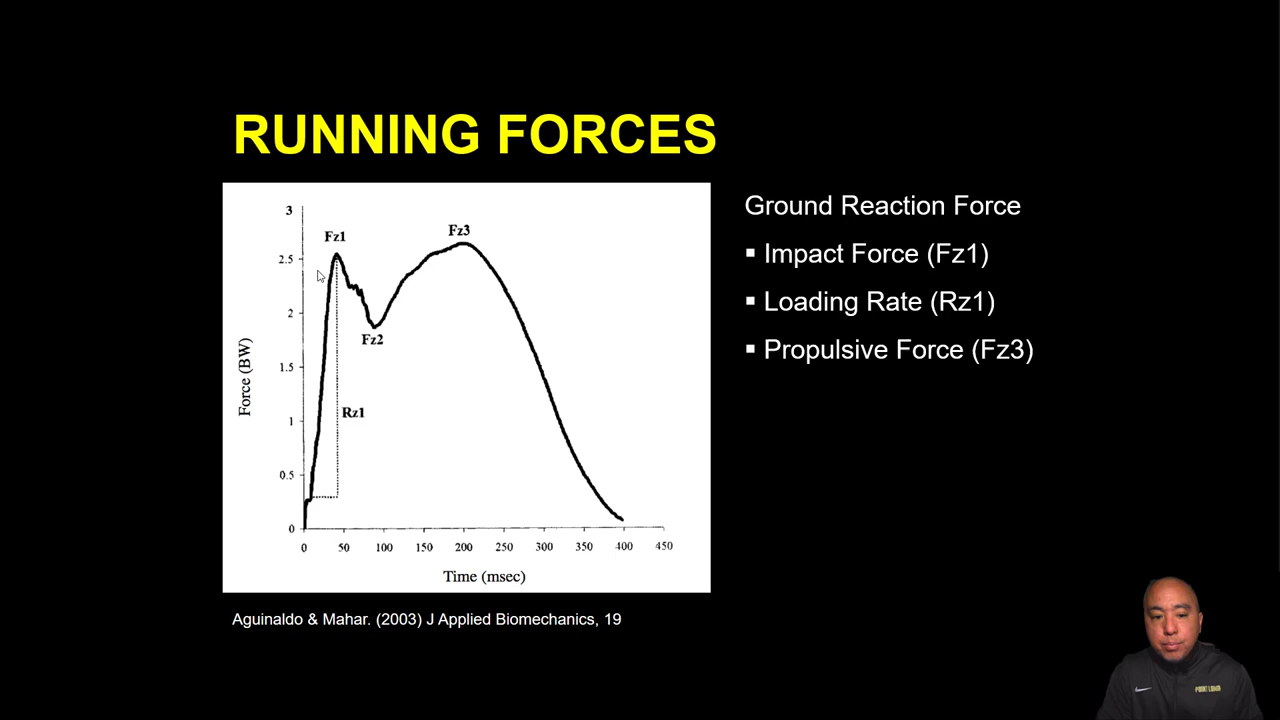 RUNNING FORCES
3
Fz1
Fz3
2.5
2
Fz2
1.5
Force (BW)
Rz1
1
0.5
0
0 50 100 150 200 250 300 350 400 450
Time (msec)
Ground Reaction Force
▪ Impact Force (Fz1)
▪ Loading Rate (Rz1)
▪ Propulsive Force (Fz3)
Aguinaldo & Mahar. (2003) J Applied Biomechanics, 19
POINT LOMA